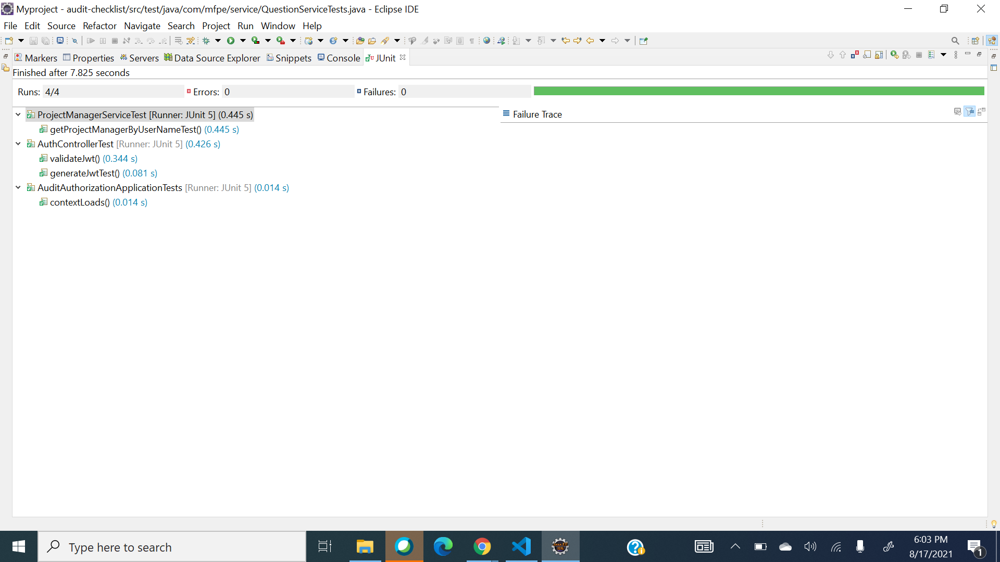 Myproject - audit-checklist/src/test/java/com/mfpe/service/QuestionServiceTests.java - Eclipse IDE
File Edit Source Refactor Navigate Search Project Run Window Help
Markers Properties Servers Data Source Explorer Snippets Console JUnit
Finished after 7.825 seconds
Runs: 4/4 Errors: 0 Failures: 0
ProjectManagerServiceTest [Runner: JUnit 5] (0.445 s)
Failure Trace
getProjectManagerByUserNameTest() (0.445 s)
AuthControllerTest [Runner: JUnit 5] (0.426 s)
validateJwt() (0.344 s)
generateJwtTest() (0.081 s)
AuditAuthorizationApplicationTests [Runner: JUnit 5] (0.014 s)
contextLoads() (0.014 s)
Type here to search
6:03 PM
8/17/2021
1